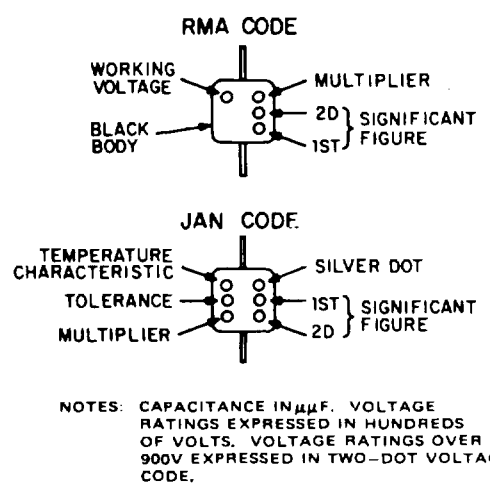 RMA CODE
WORKING VOLTAGE
MULTIPLIER
2D
1ST
SIGNIFICANT FIGURE
BLACK BODY
JAN CODE.
TEMPERATURE CHARACTERISTIC
SILVER DOT
TOLERANCE
1ST
2D
SIGNIFICANT FIGURE
MULTIPLIER
NOTES: CAPACITANCE IN μμF. VOLTAGE
RATINGS EXPRESSED IN HUNDREDS
OF VOLTS. VOLTAGE RATINGS OVER
900V EXPRESSED IN TWO–DOT VOLTAG
CODE.